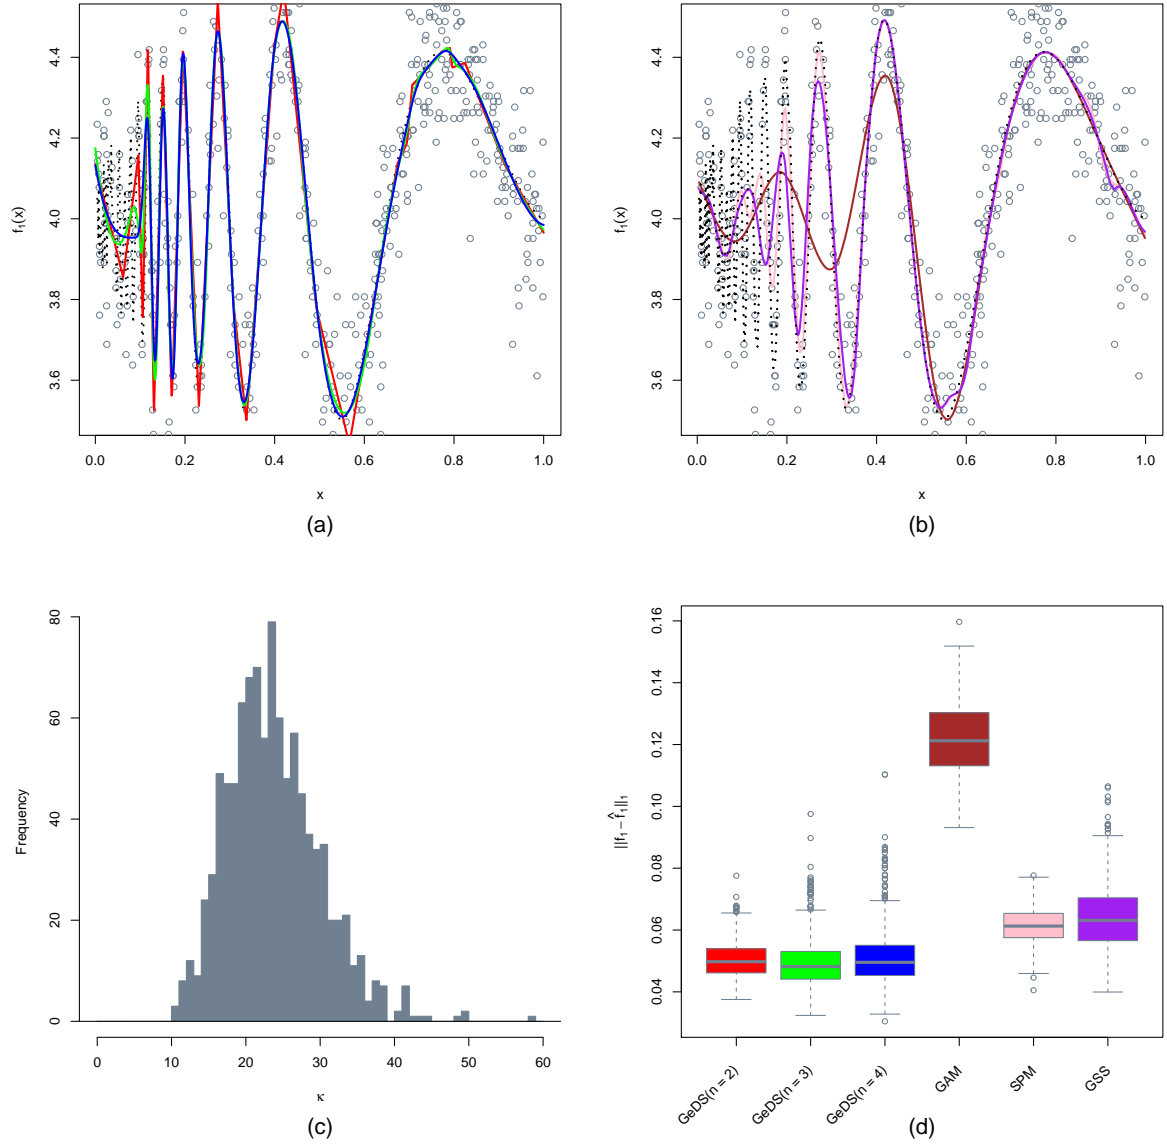 4.4
4.2
4.0
3.8
3.6
f₁(x)
0.0 0.2 0.4 0.6 0.8 1.0
x
(a)
4.4
4.2
4.0
3.8
3.6
f₁(x)
0.0 0.2 0.4 0.6 0.8 1.0
x
(b)
80
60
40
20
0
Frequency
0 10 20 30 40 50 60
κ
(c)
0.16
0.14
0.12
0.10
0.08
0.06
0.04
||f₁ − f̂₁||₁
GeDS(n = 2) GeDS(n = 3) GeDS(n = 4) GAM SPM GSS
(d)